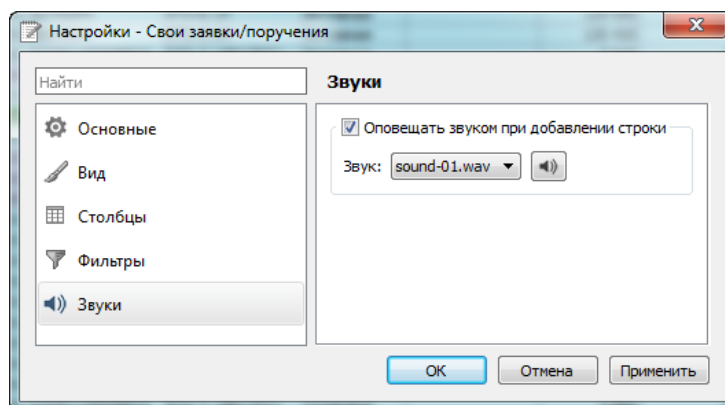 Настройки - Свои заявки/поручения
Найти
Звуки
Основные
Вид
Столбцы
Фильтры
Звуки
Оповещать звуком при добавлении строки
Звук: sound-01.wav
OK Отмена Применить